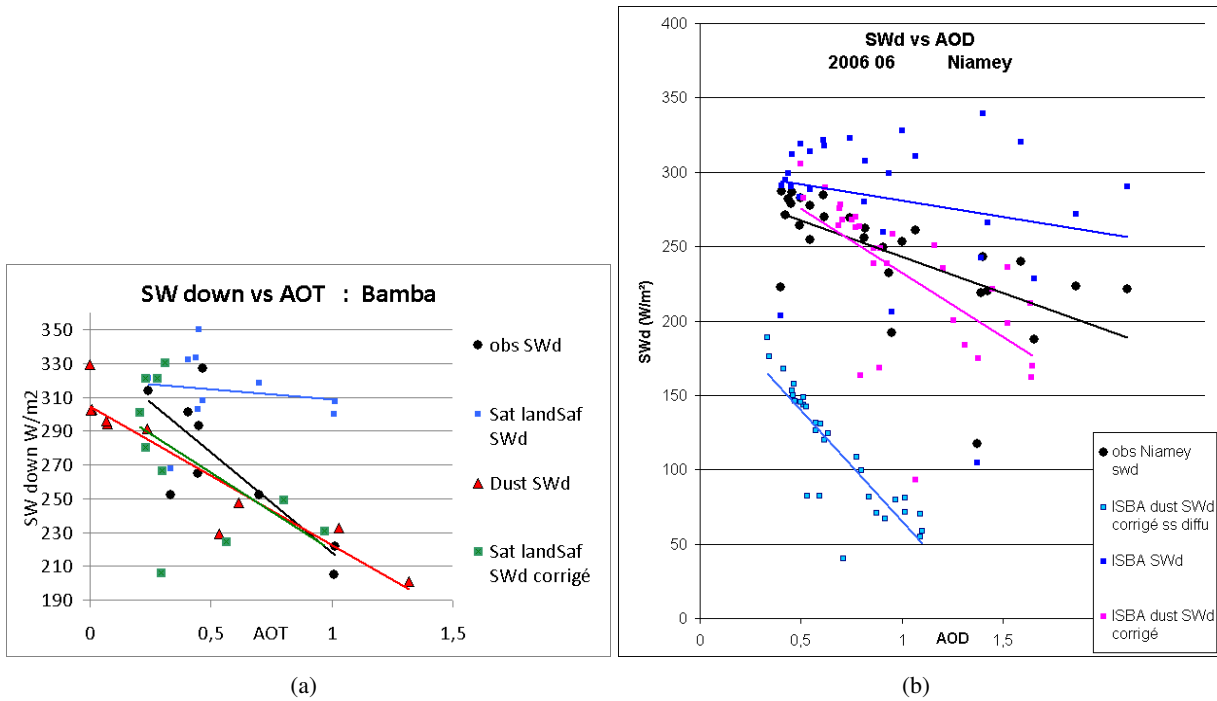 SW down vs AOT : Bamba
SW down W/m2
350
330
310
290
270
250
230
210
190
0
0,5
AOT
1
1,5
obs SWd
Sat landSaf
SWd
Dust SWd
Sat landSaf
SWd corrigé
(a)
SWd vs AOD
2006 06 Niamey
SWd (W/m²)
400
350
300
250
200
150
100
50
0
0
0,5
AOD
1
1,5
obs Niamey
swd
ISBA dust SWd
corrigé ss diffu
ISBA SWd
ISBA dust SWd
corrigé
(b)